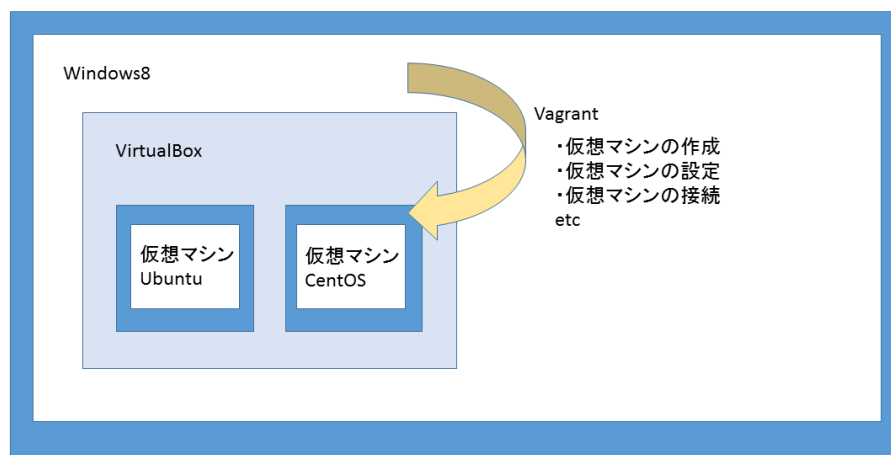 Windows8
VirtualBox
仮想マシン
Ubuntu
仮想マシン
CentOS
Vagrant
・仮想マシンの作成
・仮想マシンの設定
・仮想マシンの接続
etc